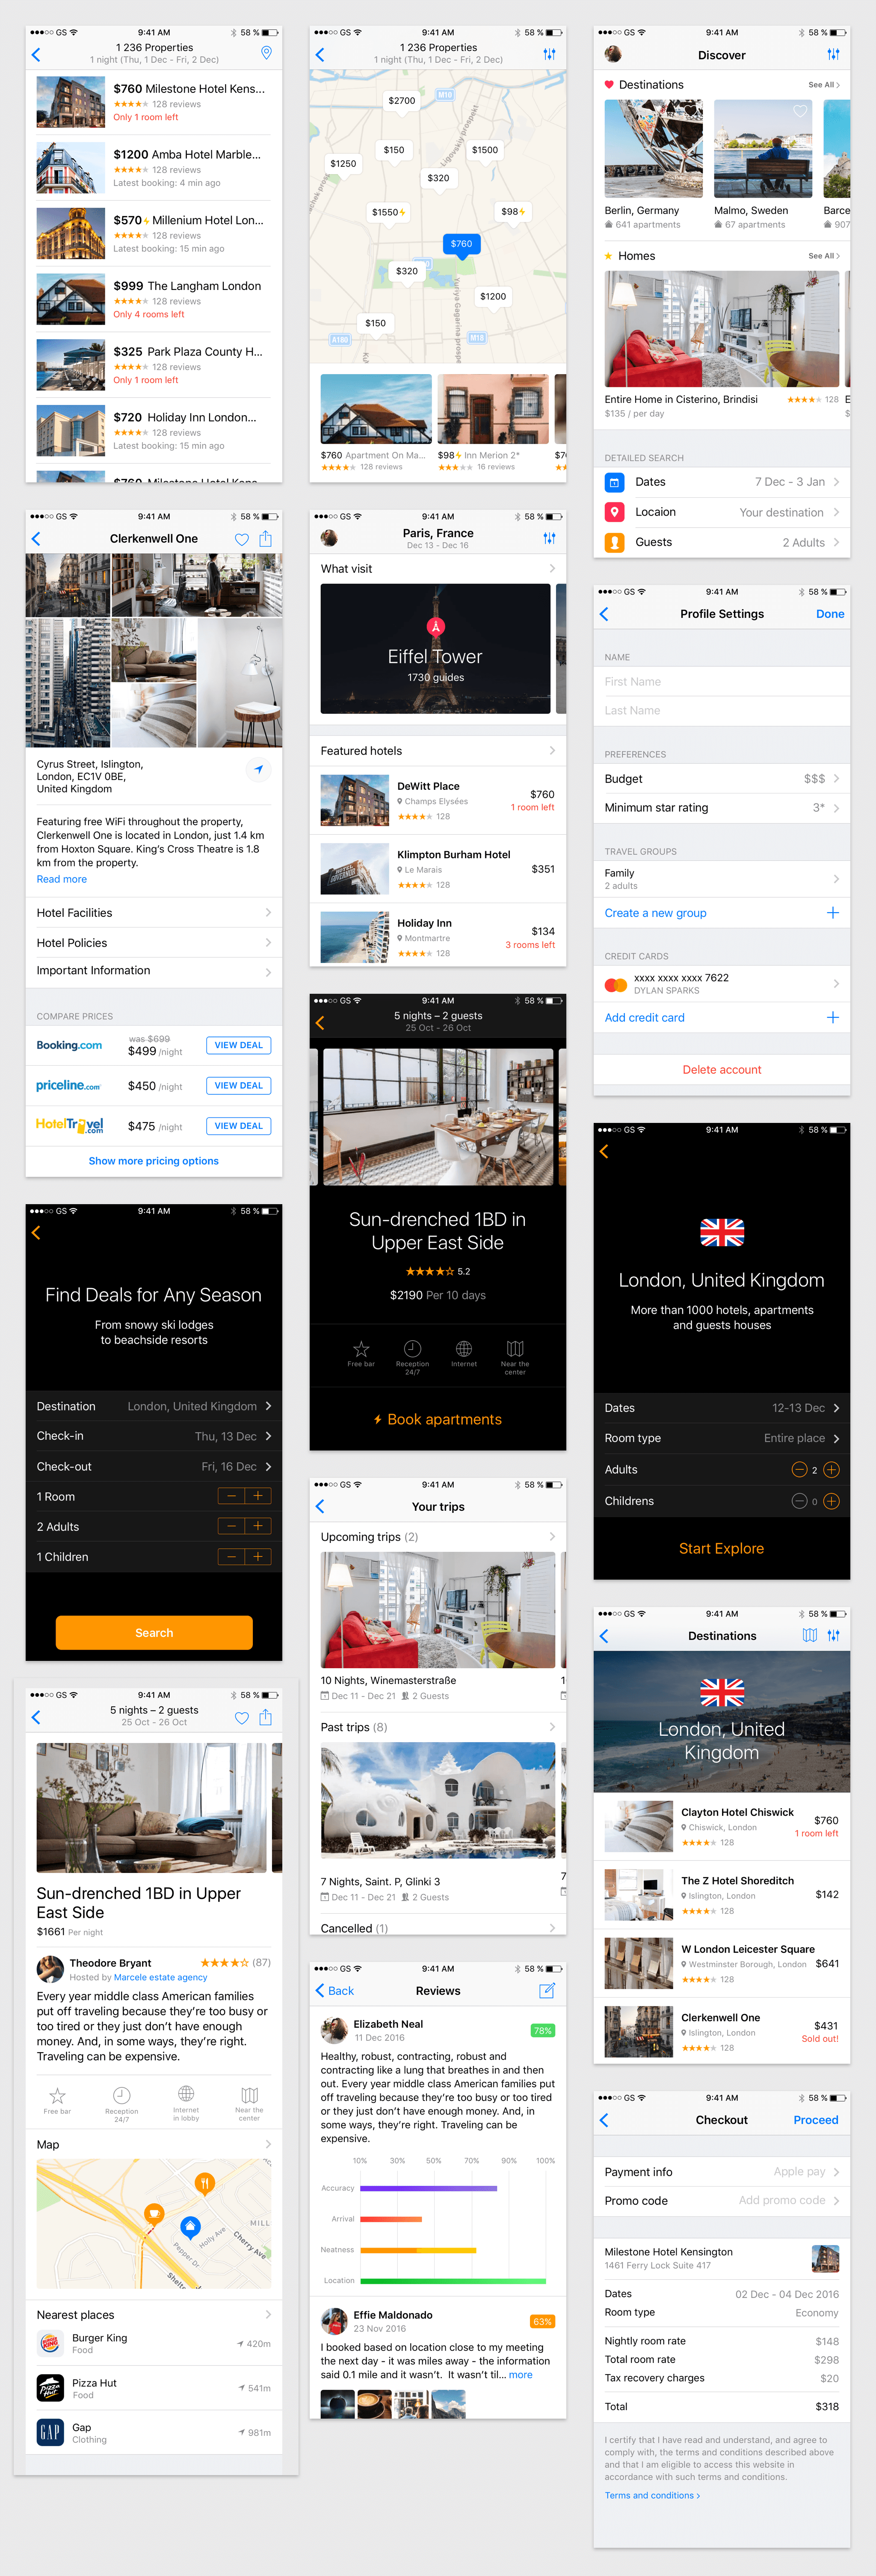 GS 9:41 AM 58 %
1 236 Properties
1 night (Thu, 1 Dec - Fri, 2 Dec)
$760 Milestone Hotel Kens...
128 reviews
Only 1 room left
$1200 Amba Hotel Marble...
128 reviews
Latest booking: 4 min ago
$570 Millenium Hotel Lon...
128 reviews
Latest booking: 15 min ago
$999 The Langham London
128 reviews
Only 4 rooms left
$325 Park Plaza County H...
128 reviews
Only 1 room left
$720 Holiday Inn London...
128 reviews
Latest booking: 15 min ago
$760 Milestone Hotel Kens
GS 9:41 AM 58 %
Clerkenwell One
Cyrus Street, Islington,
London, EC1V 0BE,
United Kingdom
Featuring free WiFi throughout the property,
Clerkenwell One is located in London, just 1.4 km
from Hoxton Square. King's Cross Theatre is 1.8
km from the property.
Read more
Hotel Facilities
Hotel Policies
Important Information
COMPARE PRICES
Booking.com was $699 $499 /night VIEW DEAL
priceline.com $450 /night VIEW DEAL
HotelTravel.com $475 /night VIEW DEAL
Show more pricing options
GS 9:41 AM 58 %
Find Deals for Any Season
From snowy ski lodges
to beachside resorts
Destination London, United Kingdom
Check-in Thu, 13 Dec
Check-out Fri, 16 Dec
1 Room
2 Adults
1 Children
Search
GS 9:41 AM 58 %
5 nights – 2 guests
25 Oct - 26 Oct
Sun-drenched 1BD in Upper
East Side
$1661 Per night
Theodore Bryant (87)
Hosted by Marcele estate agency
Every year middle class American families
put off traveling because they're too busy or
too tired or they just don't have enough
money. And, in some ways, they're right.
Traveling can be expensive.
Free bar
Reception
24/7
Internet
in lobby
Near the
center
Map
MILL
Holly Ave
Cherry Ave
Pepper Dr
Nearest places
BURGER KING
Burger King 420m
Food
Pizza Hut
Pizza Hut 541m
Food
GAP
Gap 981m
Clothing
GS 9:41 AM 58 %
1 236 Properties
1 night (Thu, 1 Dec - Fri, 2 Dec)
$2700
M10
Ligovskiy prospekt
$150
$1500
$1250
$320
$1550
$98
$760
$320
$1200
$150
A180
M18
Yuriya Gagarina prospe
$760 Apartment On Ma...
128 reviews
$98 Inn Merion 2*
16 reviews
GS 9:41 AM 58 %
Paris, France
Dec 13 - Dec 16
What visit
Eiffel Tower
1730 guides
Featured hotels
DeWitt Place $760
Champs Elysées 1 room left
128
Klimpton Burham Hotel
Le Marais $351
128
Holiday Inn $134
Montmartre 3 rooms left
128
GS 9:41 AM 58 %
5 nights – 2 guests
25 Oct - 26 Oct
Sun-drenched 1BD in
Upper East Side
5.2
$2190 Per 10 days
Free bar
Reception
24/7
Internet
Near the
center
Book apartments
GS 9:41 AM 58 %
Your trips
Upcoming trips (2)
10 Nights, Winemasterstraße
Dec 11 - Dec 21 2 Guests
Past trips (8)
7 Nights, Saint. P, Glinki 3
Dec 11 - Dec 21 2 Guests
Cancelled (1)
GS 9:41 AM 58 %
Back Reviews
Elizabeth Neal
11 Dec 2016
78%
Healthy, robust, contracting, robust and
contracting like a lung that breathes in and then
out. Every year middle class American families put
off traveling because they're too busy or too tired
or they just don't have enough money. And, in
some ways, they're right. Traveling can be
expensive.
10% 30% 50% 70% 90% 100%
Accuracy
Arrival
Neatness
Location
Effie Maldonado
23 Nov 2016
63%
I booked based on location close to my meeting
the next day - it was miles away - the information
said 0.1 mile and it wasn't. It wasn't til... more
GS 9:41 AM 58 %
Discover
Destinations See All
Berlin, Germany
641 apartments
Malmo, Sweden
67 apartments
Barce
907
Homes See All
Entire Home in Cisterino, Brindisi 128
$135 / per day
DETAILED SEARCH
Dates 7 Dec - 3 Jan
Locaion Your destination
Guests 2 Adults
GS 9:41 AM 58 %
Profile Settings Done
NAME
First Name
Last Name
PREFERENCES
Budget $$$
Minimum star rating 3*
TRAVEL GROUPS
Family
2 adults
Create a new group
CREDIT CARDS
xxxx xxxx xxxx 7622
DYLAN SPARKS
Add credit card
Delete account
GS 9:41 AM 58 %
London, United Kingdom
More than 1000 hotels, apartments
and guests houses
Dates 12-13 Dec
Room type Entire place
Adults 2
Childrens 0
Start Explore
GS 9:41 AM 58 %
Destinations
London, United
Kingdom
Clayton Hotel Chiswick $760
Chiswick, London 1 room left
128
The Z Hotel Shoreditch
Islington, London $142
128
W London Leicester Square
Westminster Borough, London $641
128
Clerkenwell One $431
Islington, London Sold out!
128
GS 9:41 AM 58 %
Checkout Proceed
Payment info Apple pay
Promo code Add promo code
Milestone Hotel Kensington
1461 Ferry Lock Suite 417
Dates 02 Dec - 04 Dec 2016
Room type Economy
Nightly room rate $148
Total room rate $298
Tax recovery charges $20
Total $318
I certify that I have read and understand, and agree to
comply with, the terms and conditions described above
and that I am eligible to access this website in
accordance with such terms and conditions.
Terms and conditions